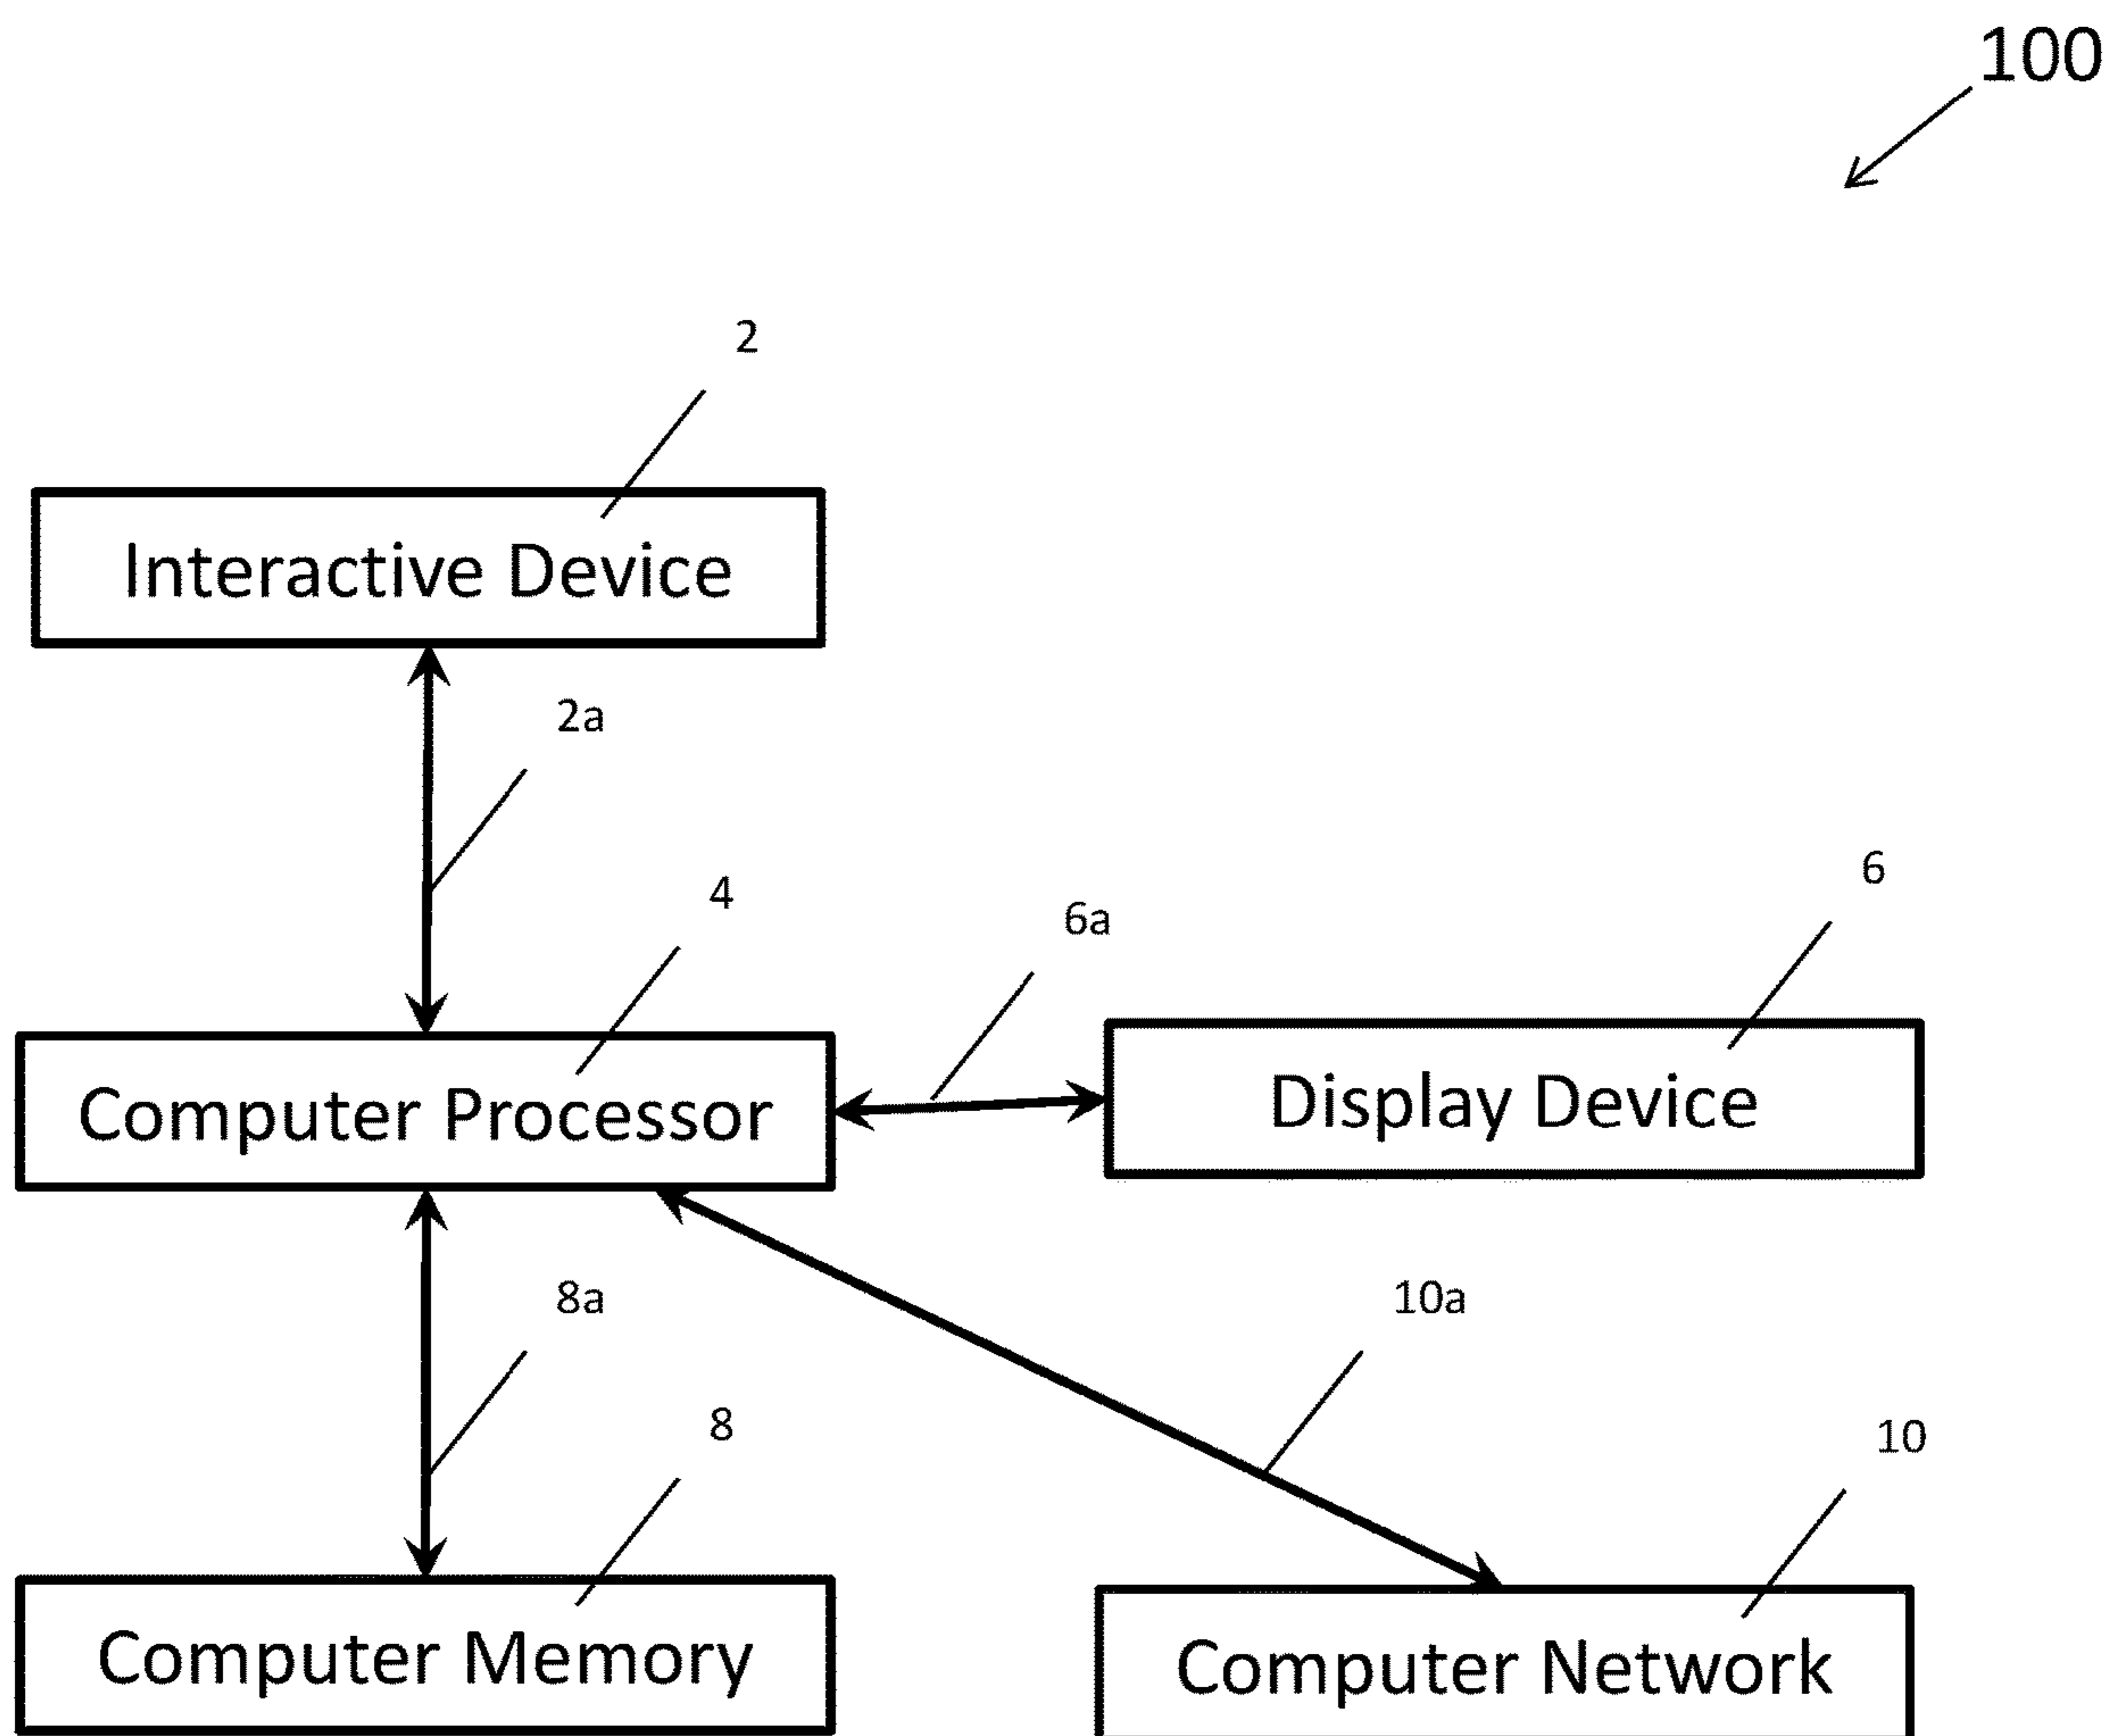 100
2
Interactive Device
2a
4
6a
6
Computer Processor
Display Device
8a
10a
8
10
Computer Memory
Computer Network